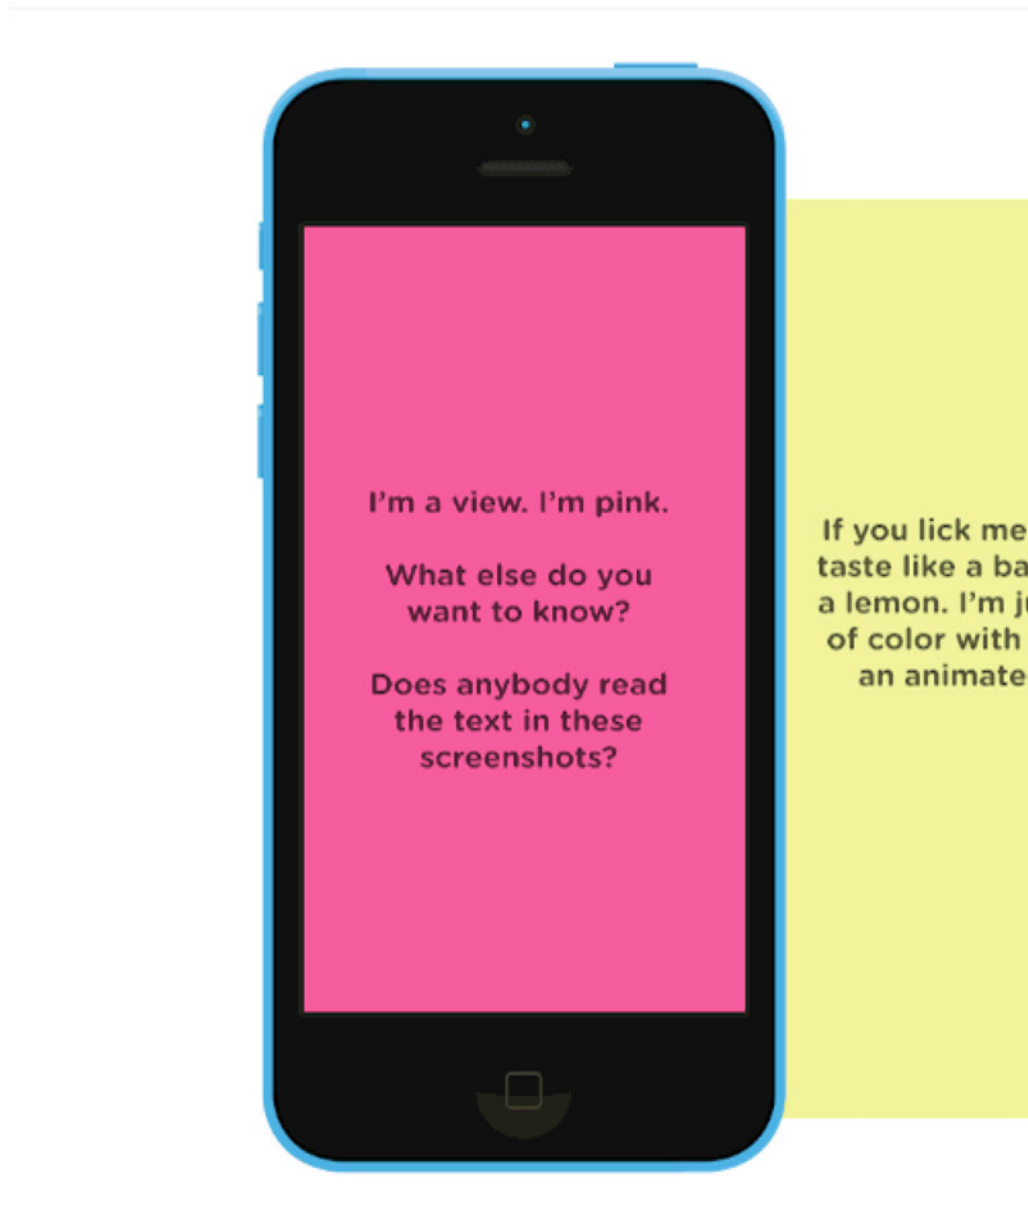 I'm a view. I'm pink.
What else do you
want to know?
Does anybody read
the text in these
screenshots?
If you lick me
taste like a
a lemon. I'm
of color with
an